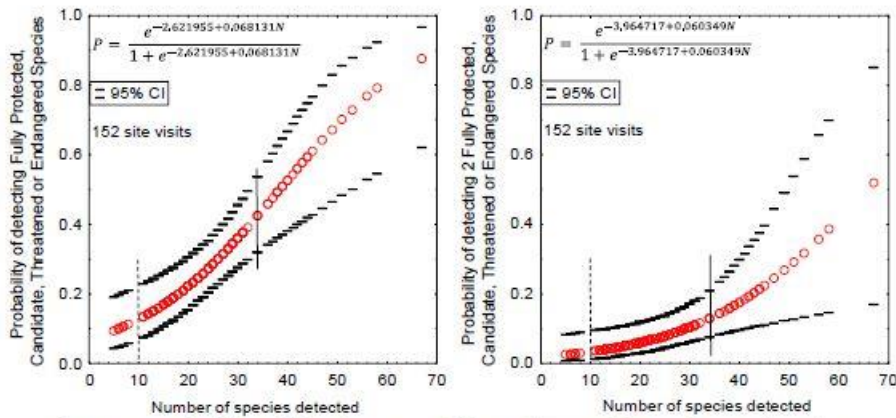 Probability of detecting Fully Protected,
Candidate, Threatened or Endangered Species
1.0
0.8
0.6
0.4
0.2
0.0
P = e^-2.621955+0.068131N / 1 + e^-2.621955+0.068131N
95% CI
152 site visits
0 10 20 30 40 50 60 70
Number of species detected
Probability of detecting 2 Fully Protected,
Candidate, Threatened or Endangered Species
1.0
0.8
0.6
0.4
0.2
0.0
P = e^-3.964717+0.060349N / 1 + e^-3.964717+0.060349N
95% CI
152 site visits
0 10 20 30 40 50 60 70
Number of species detected